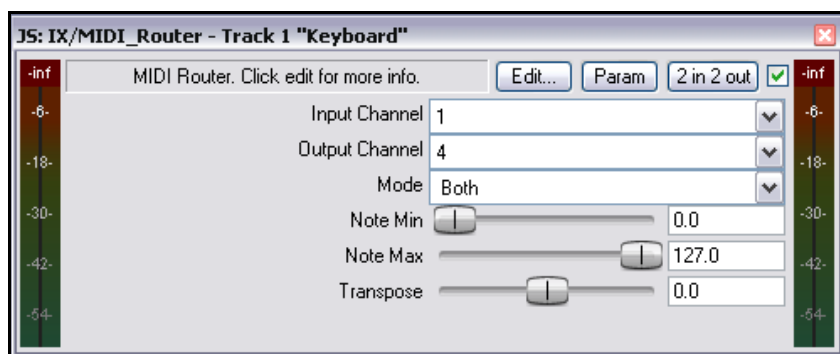 JS: IX/MIDI_Router - Track 1 "Keyboard"
-inf MIDI Router. Click edit for more info. Edit... Param 2 in 2 out -inf
-6- Input Channel 1 -6-
Output Channel 4
-18- Mode Both -18-
-30- Note Min 0.0 -30-
-42- Note Max 127.0 -42-
Transpose 0.0
-54- -54-